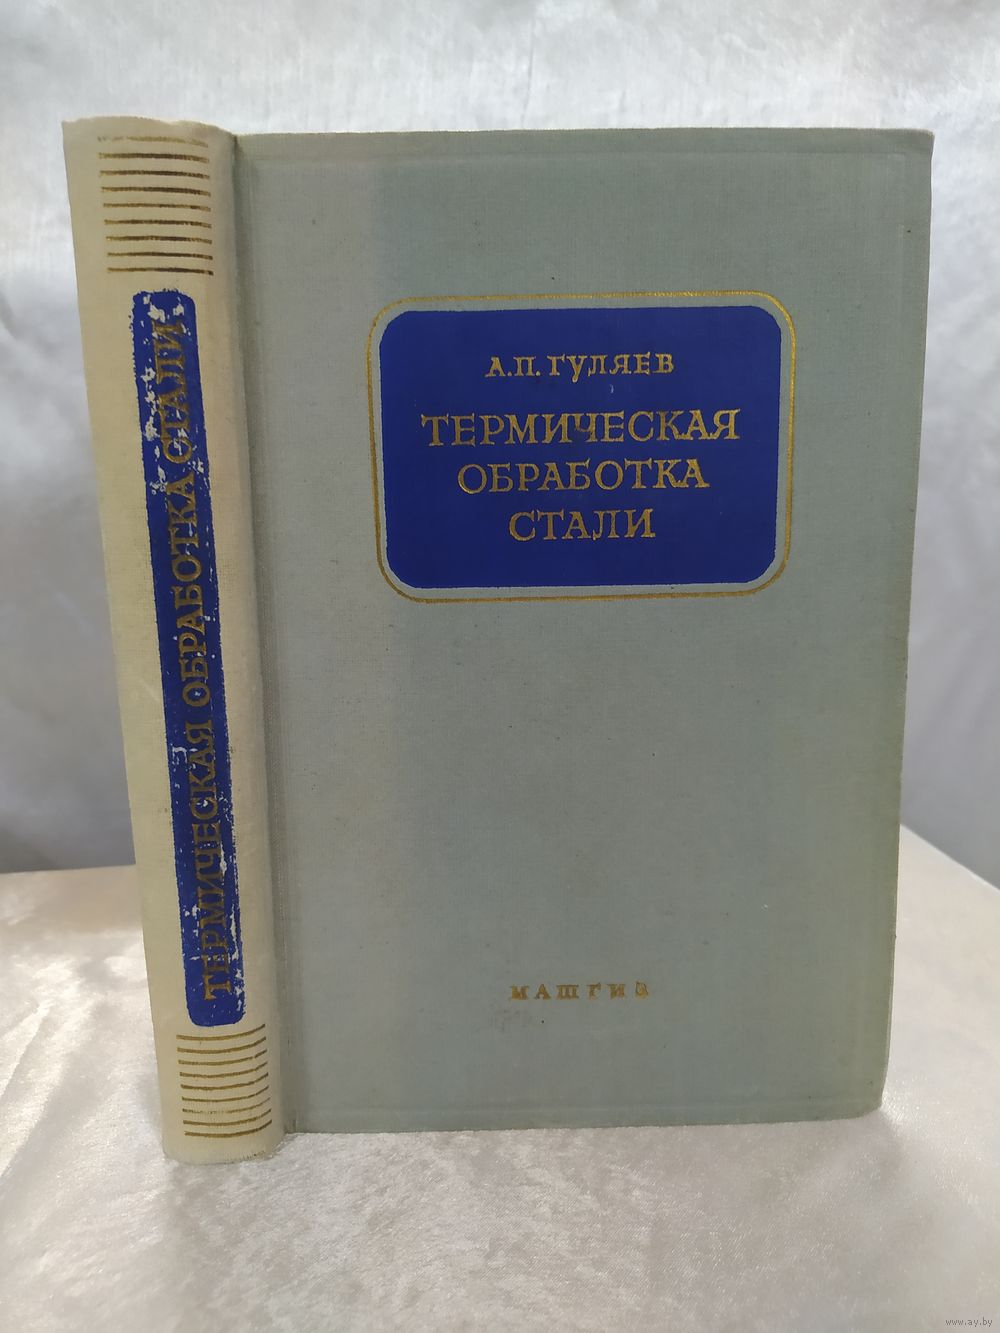 ТЕРМИЧЕСКАЯ ОБРАБОТКА СТАЛИ
А.П. ГУЛЯЕВ
ТЕРМИЧЕСКАЯ
ОБРАБОТКА
СТАЛИ
МАШГИЗ
www.ay.by